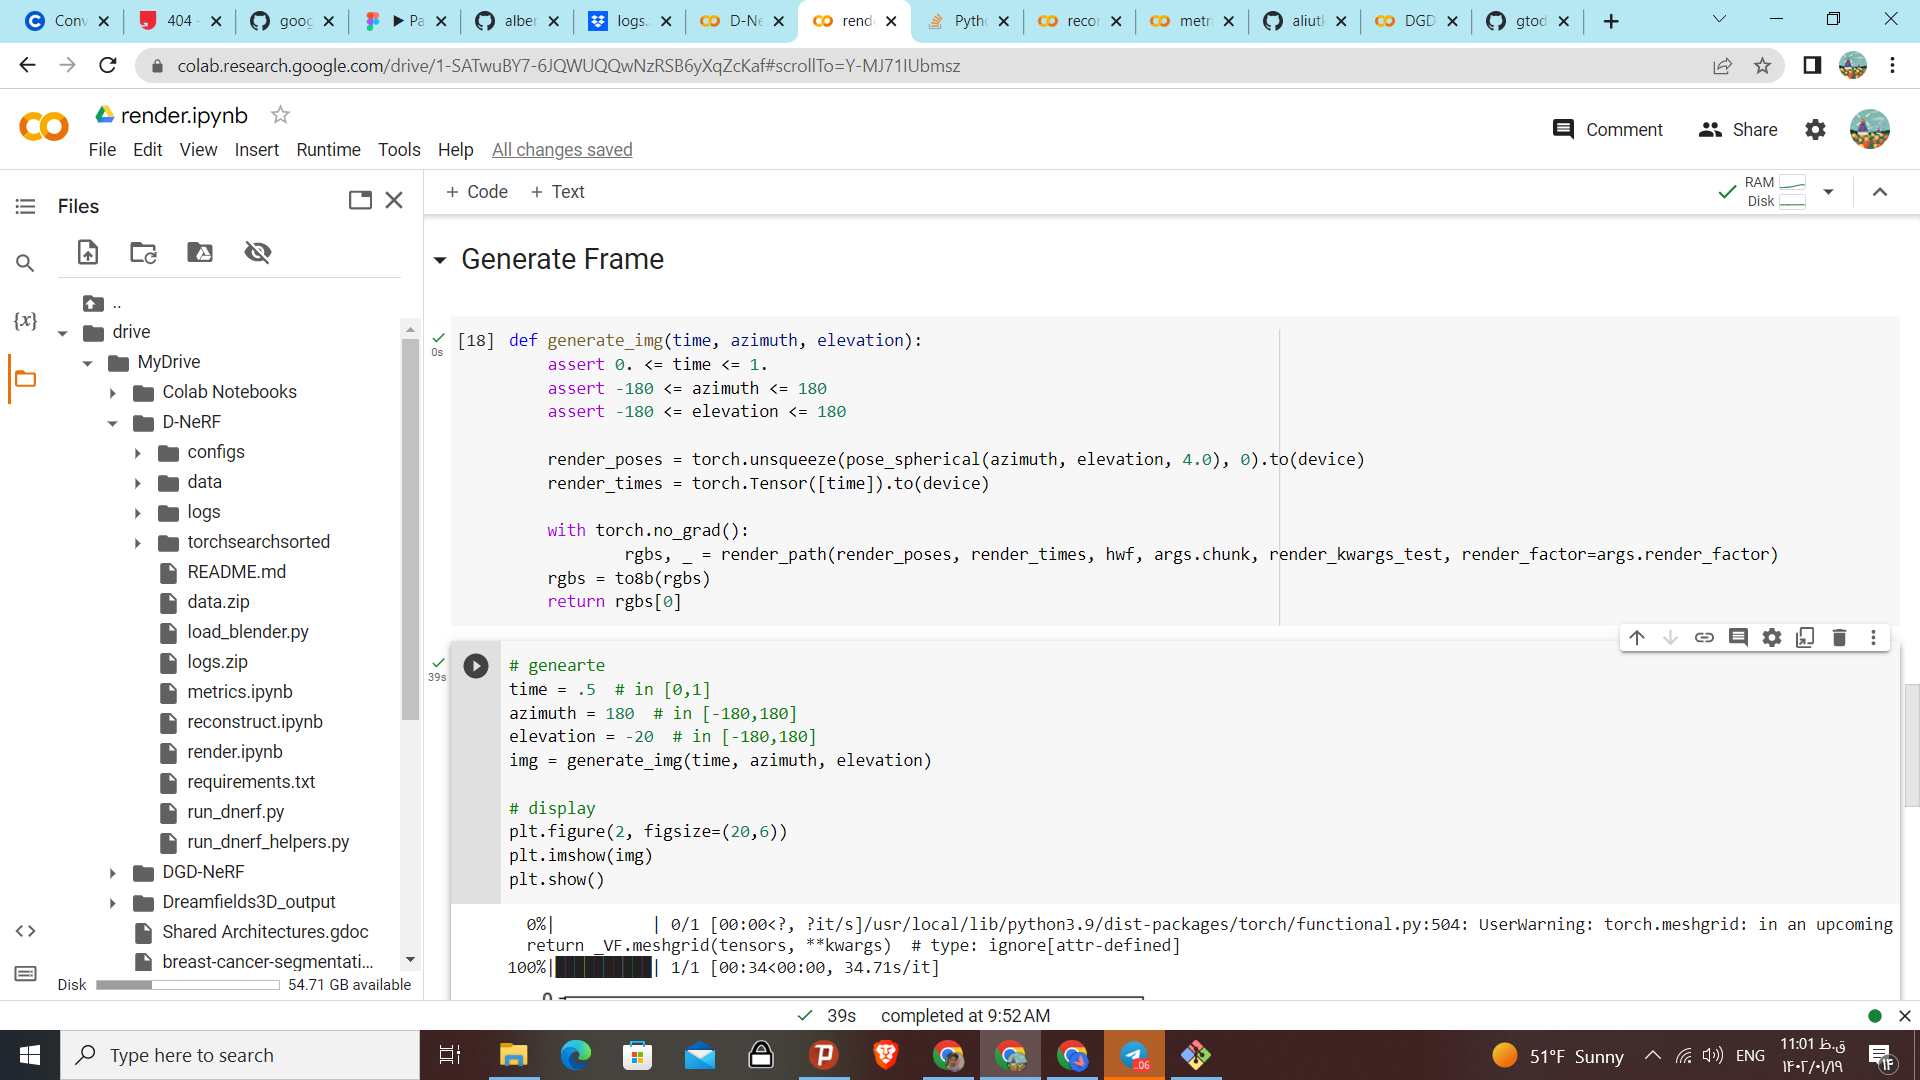 Conv
404 -
goog
▶ Pa
alber
logs.
D-Ne
rend
Pytho
recor
metri
aliutk
DGD
gtod
colab.research.google.com/drive/1-SATwuBY7-6JQWUQQwNzRSB6yXqZcKaf#scrollTo=Y-MJ71IUbmsz
render.ipynb
File Edit View Insert Runtime Tools Help All changes saved
Comment
Share
Files
+ Code + Text
RAM
Disk
..
drive
MyDrive
Colab Notebooks
D-NeRF
configs
data
logs
torchsearchsorted
README.md
data.zip
load_blender.py
logs.zip
metrics.ipynb
reconstruct.ipynb
render.ipynb
requirements.txt
run_dnerf.py
run_dnerf_helpers.py
DGD-NeRF
Dreamfields3D_output
Shared Architectures.gdoc
breast-cancer-segmentati...
Disk 54.71 GB available
{x}
Generate Frame
0s
[18] def generate_img(time, azimuth, elevation):
assert 0. <= time <= 1.
assert -180 <= azimuth <= 180
assert -180 <= elevation <= 180
render_poses = torch.unsqueeze(pose_spherical(azimuth, elevation, 4.0), 0).to(device)
render_times = torch.Tensor([time]).to(device)
with torch.no_grad():
rgbs, _ = render_path(render_poses, render_times, hwf, args.chunk, render_kwargs_test, render_factor=args.render_factor)
rgbs = to8b(rgbs)
return rgbs[0]
39s
# genearte
time = .5 # in [0,1]
azimuth = 180 # in [-180,180]
elevation = -20 # in [-180,180]
img = generate_img(time, azimuth, elevation)
# display
plt.figure(2, figsize=(20,6))
plt.imshow(img)
plt.show()
0%| | 0/1 [00:00<?, ?it/s]/usr/local/lib/python3.9/dist-packages/torch/functional.py:504: UserWarning: torch.meshgrid: in an upcoming
return _VF.meshgrid(tensors, **kwargs) # type: ignore[attr-defined]
100%|██████████| 1/1 [00:34<00:00, 34.71s/it]
39s completed at 9:52 AM
Type here to search
..06
51°F Sunny
ENG
11:01 ق.ظ
۱۴۰۲/۰۱/۱۹
۱۴